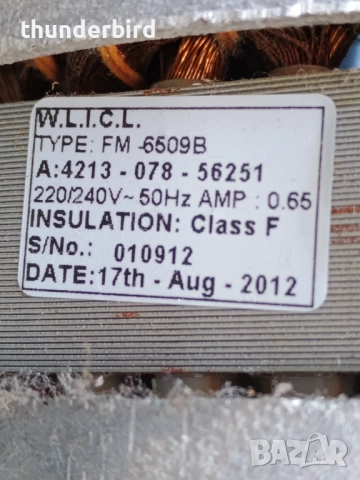 thunderbird
W.L.I.C.L.
TYPE: FM -6509B
A:4213 - 078 - 56251
220/240V~ 50Hz AMP : 0.65
INSULATION: Class F
S/No.: 010912
DATE:17th - Aug - 2012
BAZAR